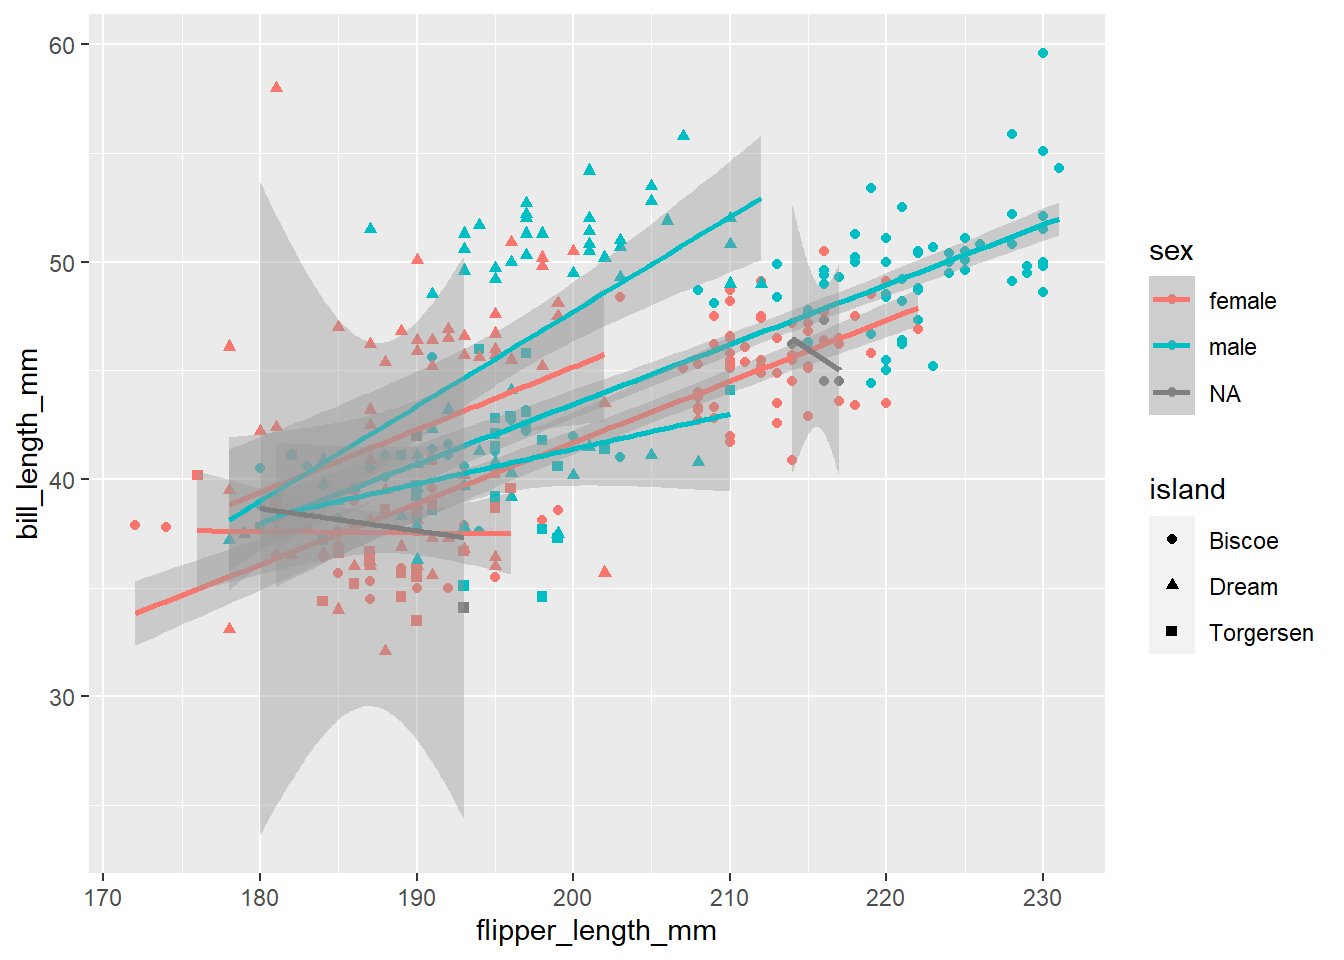 60
50
40
30
bill_length_mm
170 180 190 200 210 220 230
flipper_length_mm
sex
female
male
NA
island
Biscoe
Dream
Torgersen